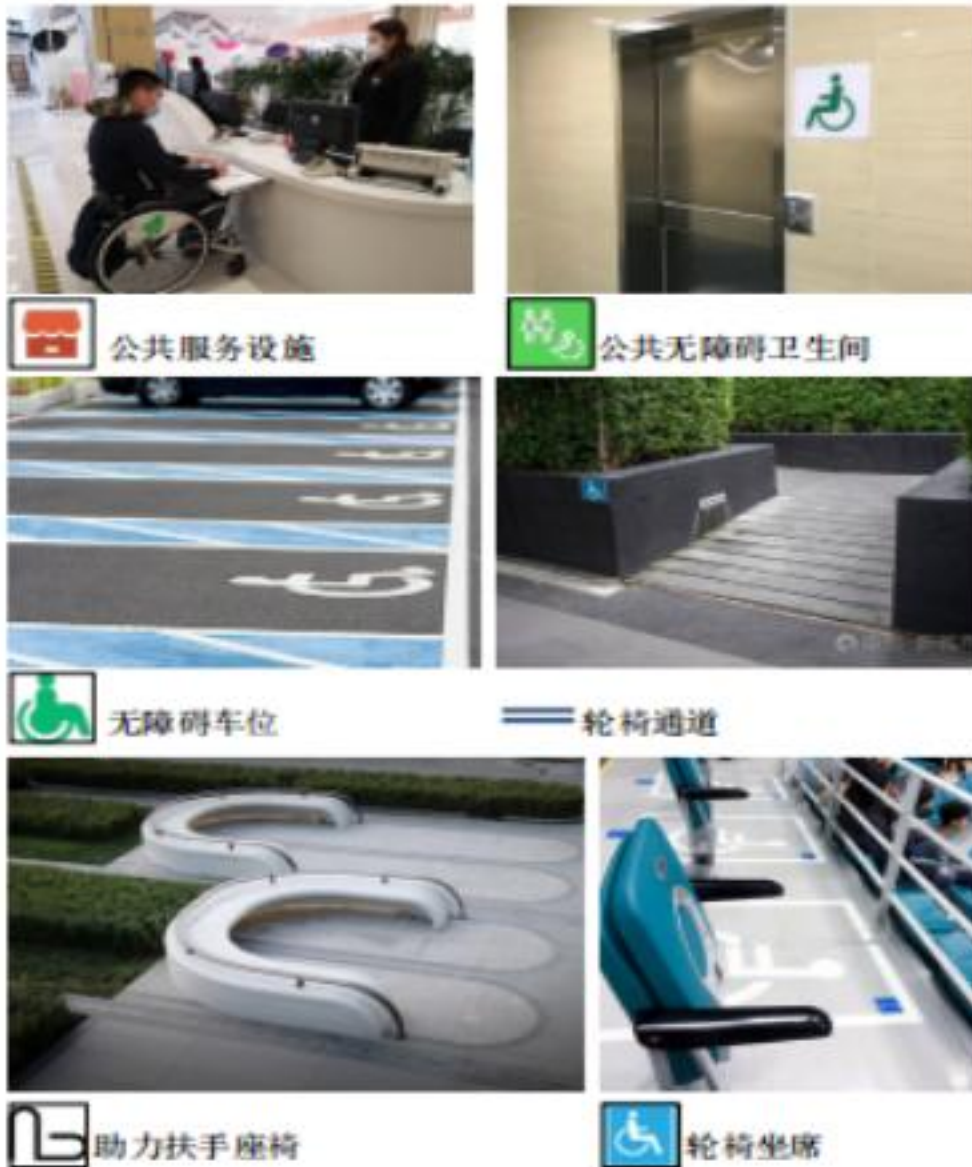 公共服务设施
公共无障碍卫生间
无障碍车位
轮椅通道
助力扶手座椅
轮椅坐席